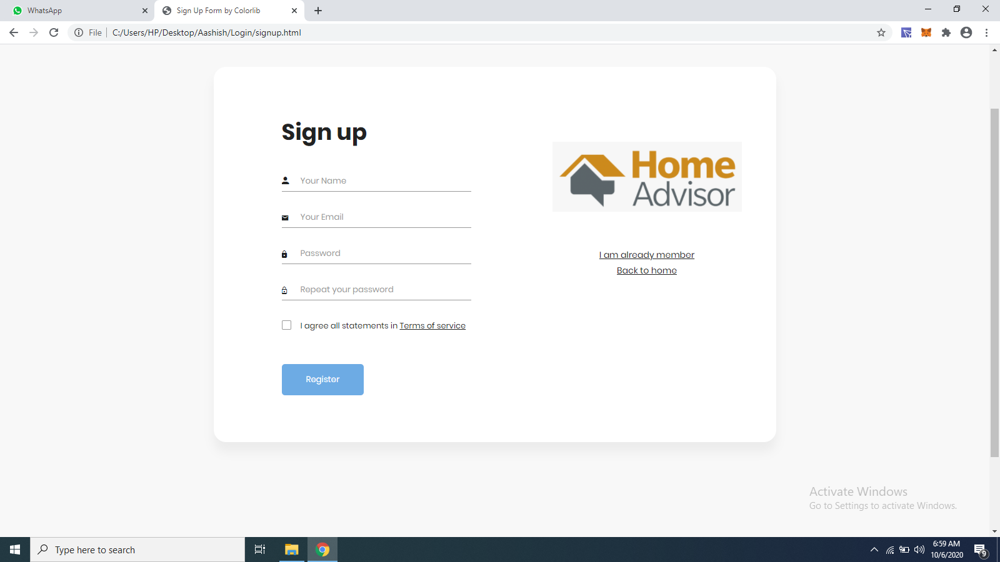 WhatsApp
Sign Up Form by Colorlib
File
C:/Users/HP/Desktop/Aashish/Login/signup.html
Sign up
Your Name
Your Email
Password
Repeat your password
I agree all statements in Terms of service
Register
Home
Advisor
I am already member
Back to home
Activate Windows
Go to Settings to activate Windows.
Type here to search
6:59 AM
10/6/2020
9